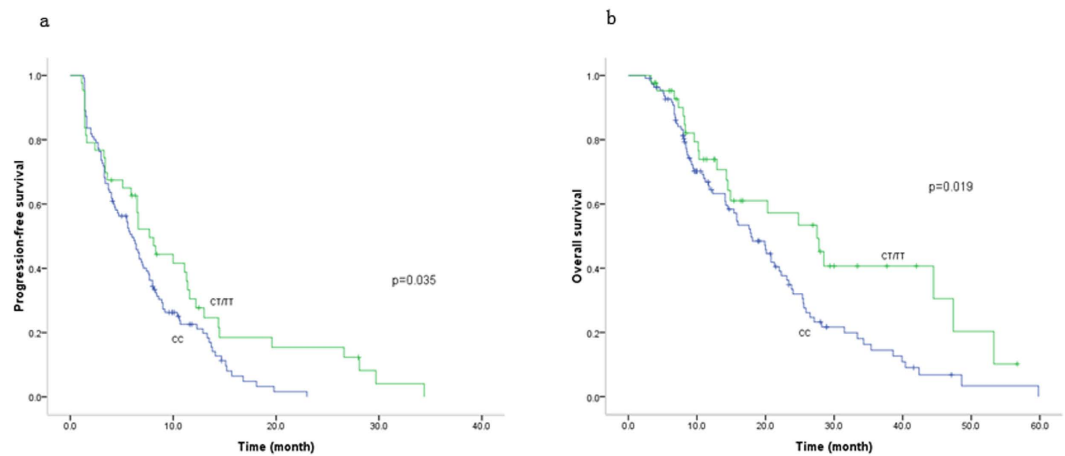 a
1.0
0.8
0.6
0.4
0.2
0.0
Progression-free survival
p=0.035
CT/TT
CC
0.0 10.0 20.0 30.0 40.0
Time (month)
b
1.0
0.8
0.6
0.4
0.2
0.0
Overall survival
p=0.019
CT/TT
CC
0.0 10.0 20.0 30.0 40.0 50.0 60.0
Time (month)